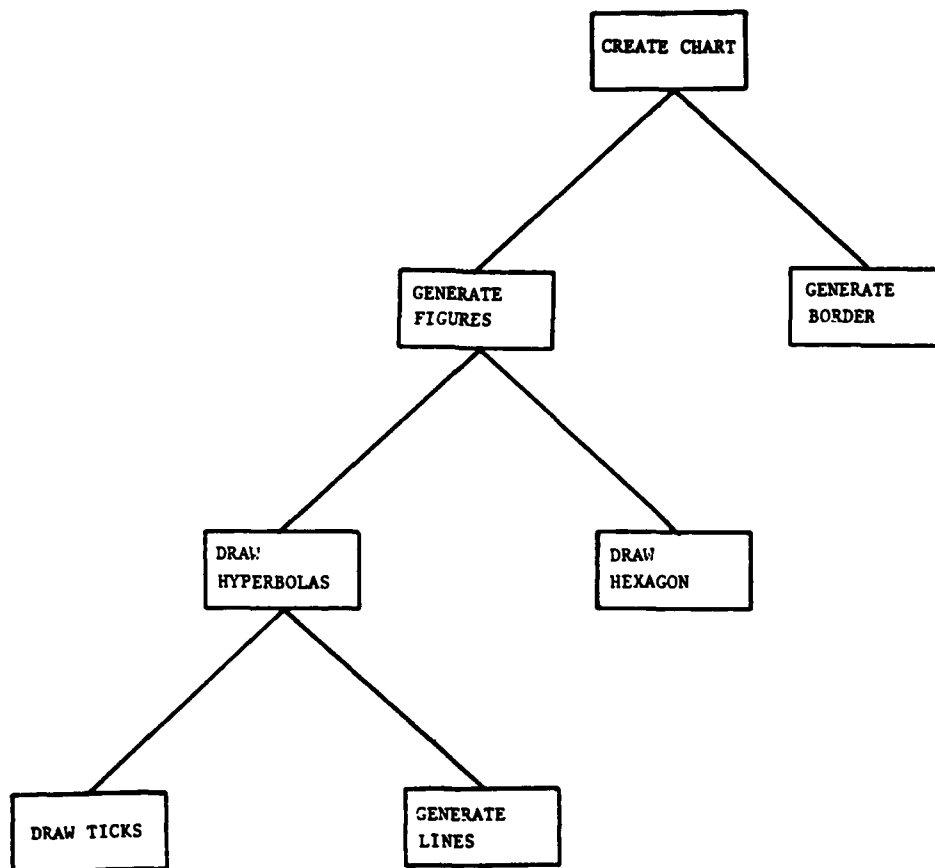 CREATE CHART
GENERATE
FIGURES
GENERATE
BORDER
DRAW
HYPERBOLAS
DRAW
HEXAGON
DRAW TICKS
GENERATE
LINES